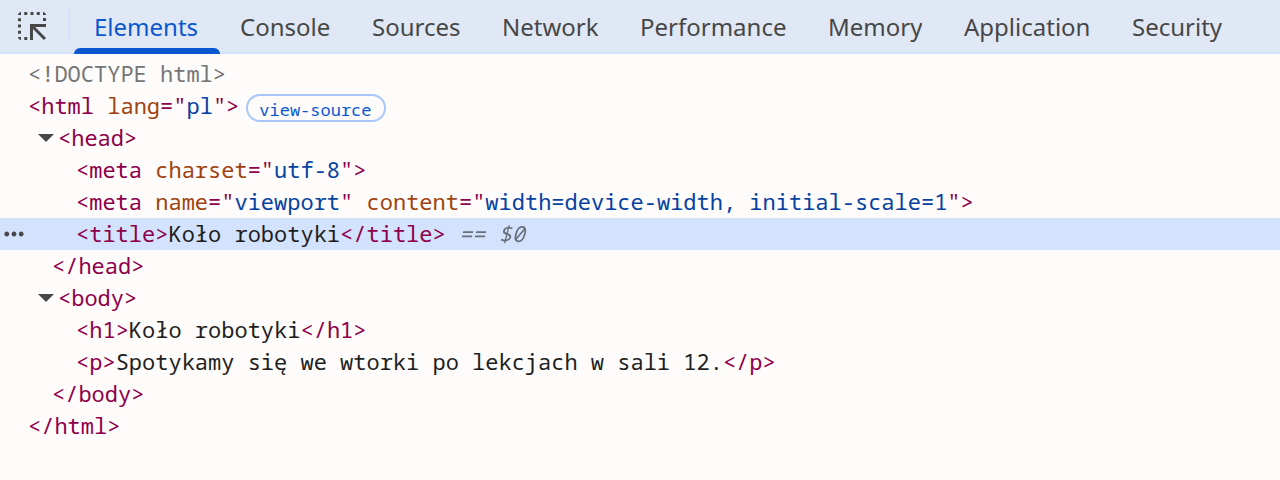 Elements Console Sources Network Performance Memory Application Security
<!DOCTYPE html>
<html lang="pl"> view-source
<head>
<meta charset="utf-8">
<meta name="viewport" content="width=device-width, initial-scale=1">
<title>Koło robotyki</title> == $0
</head>
<body>
<h1>Koło robotyki</h1>
<p>Spotykamy się we wtorki po lekcjach w sali 12.</p>
</body>
</html>